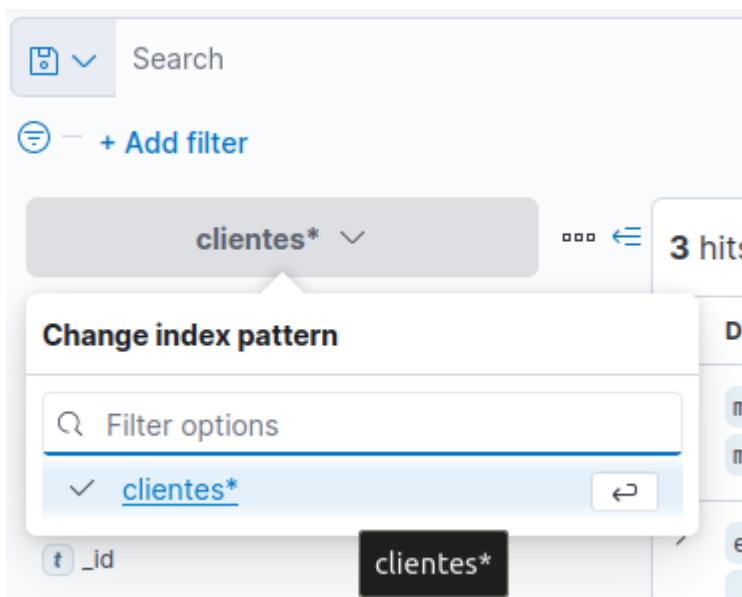 Search
+ Add filter
clientes*
3 hits
Change index pattern
D
Filter options
clientes*
t _id
clientes*